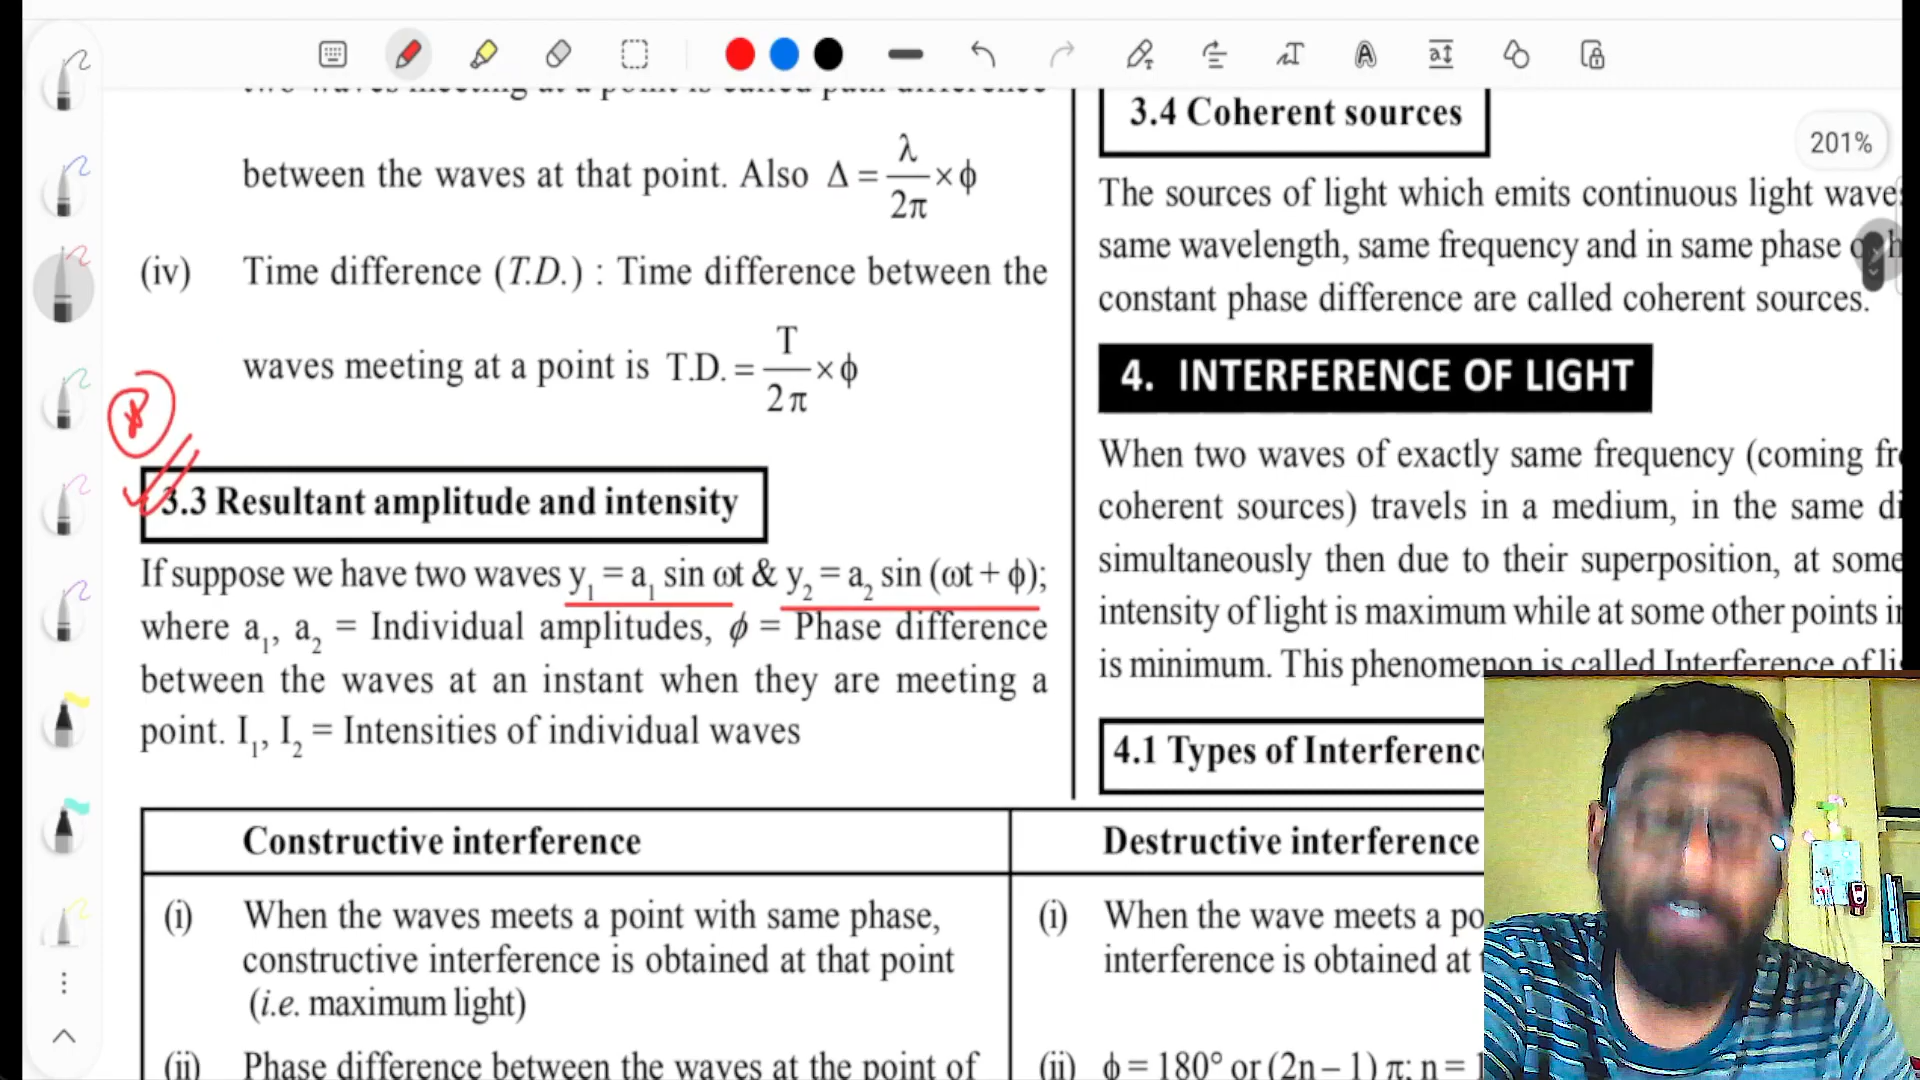 201%
between the waves at that point. Also Δ = λ/2π × ϕ
(iv) Time difference (T.D.) : Time difference between the
waves meeting at a point is T.D. = T/2π × ϕ
3.3 Resultant amplitude and intensity
If suppose we have two waves y₁ = a₁ sin ωt & y₂ = a₂ sin (ωt + ϕ);
where a₁, a₂ = Individual amplitudes, ϕ = Phase difference
between the waves at an instant when they are meeting a
point. I₁, I₂ = Intensities of individual waves
3.4 Coherent sources
The sources of light which emits continuous light wave
same wavelength, same frequency and in same phase
constant phase difference are called coherent sources.
4. INTERFERENCE OF LIGHT
When two waves of exactly same frequency (coming
coherent sources) travels in a medium, in the same
simultaneously then due to their superposition, at some
intensity of light is maximum while at some other points
is minimum. This phenomenon is called Interference of
4.1 Types of Interference
Constructive interference
Destructive interference
(i) When the waves meets a point with same phase,
constructive interference is obtained at that point
(i.e. maximum light)
(i) When the wave meets a
interference is obtained at
(ii) Phase difference between the waves at the point of
(ii) ϕ = 180° or (2n – 1) π; n =